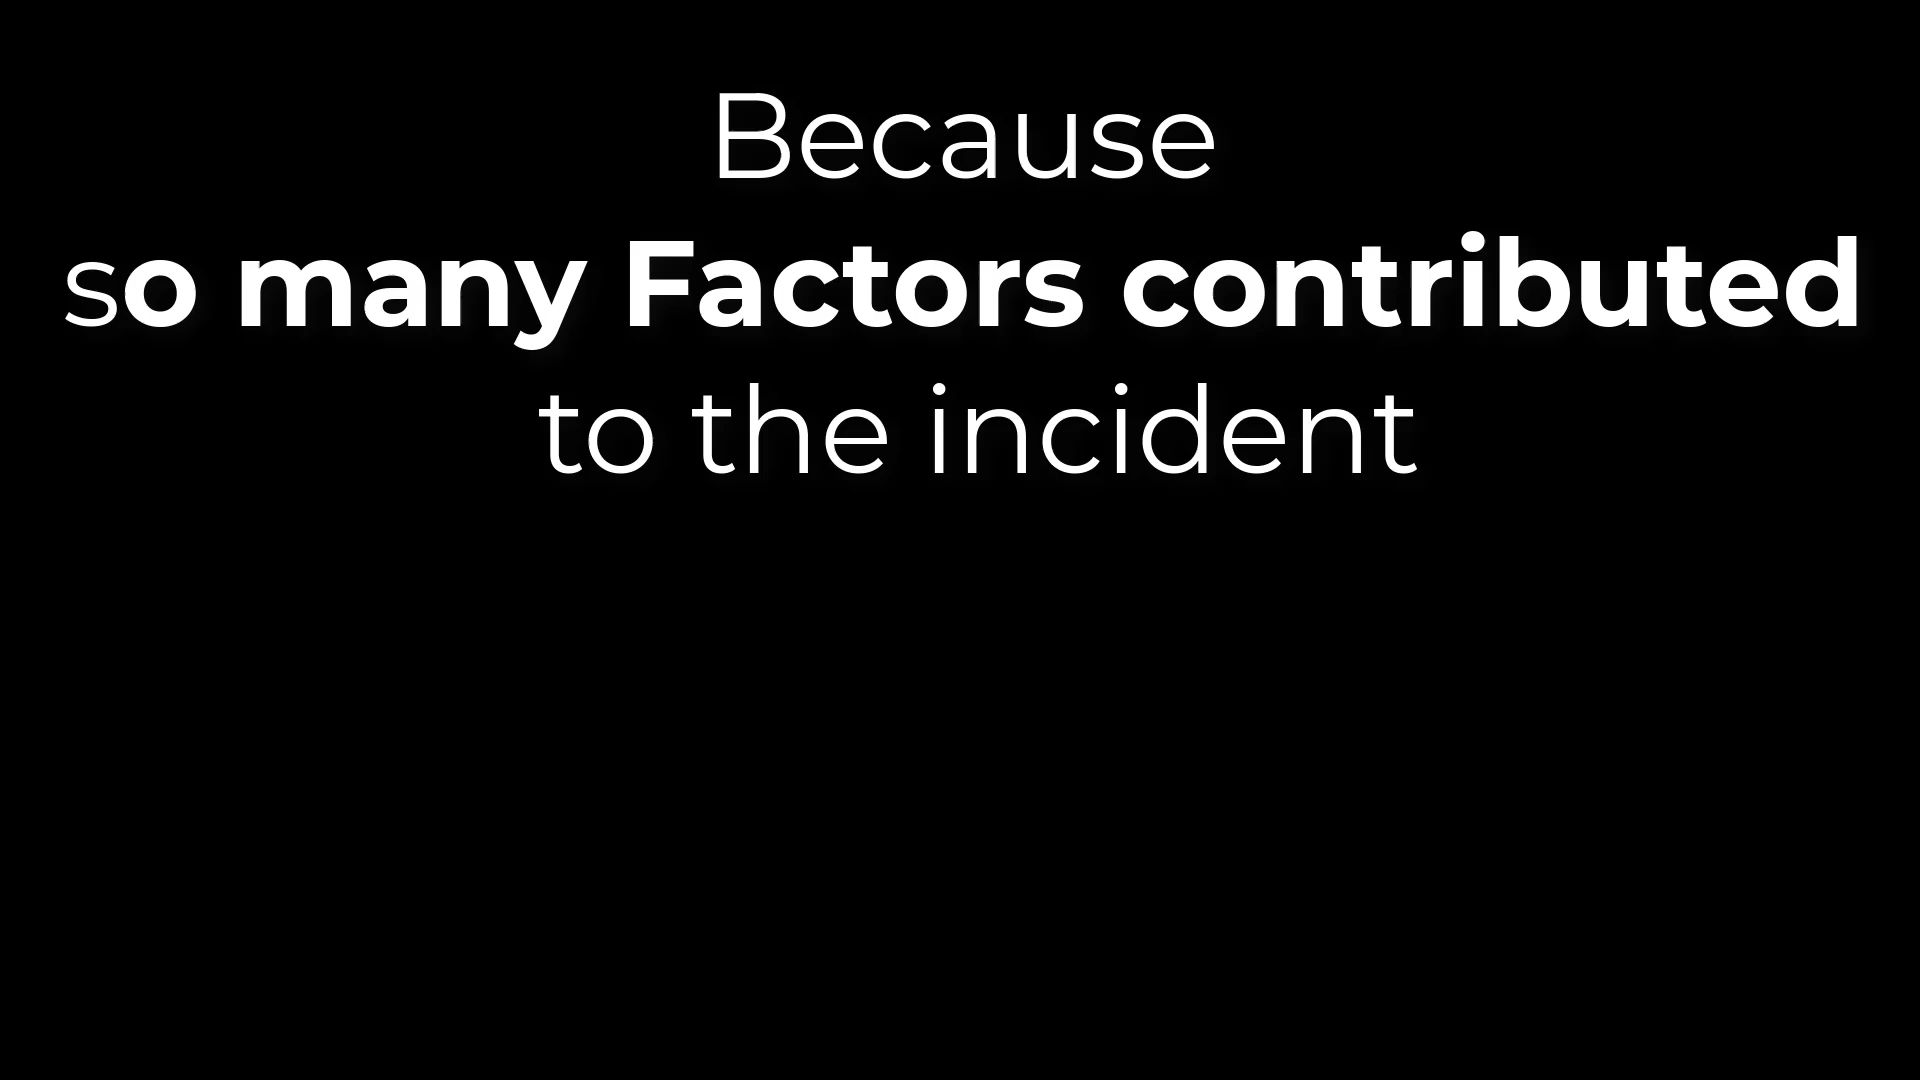 Because
so many Factors contributed
to the incident